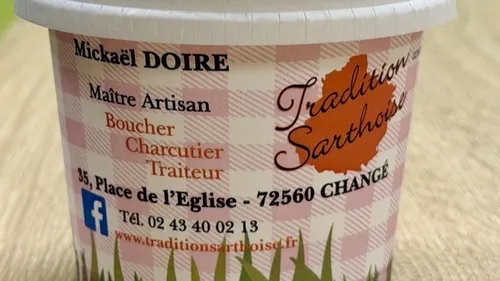 Mickaël DOIRE
Maître Artisan
Boucher
Charcutier
Traiteur
Tradition
Sarthoise
35, Place de l'Eglise - 72560 CHANGÉ
f
Tél. 02 43 40 02 13
www.traditionsarthoise.fr